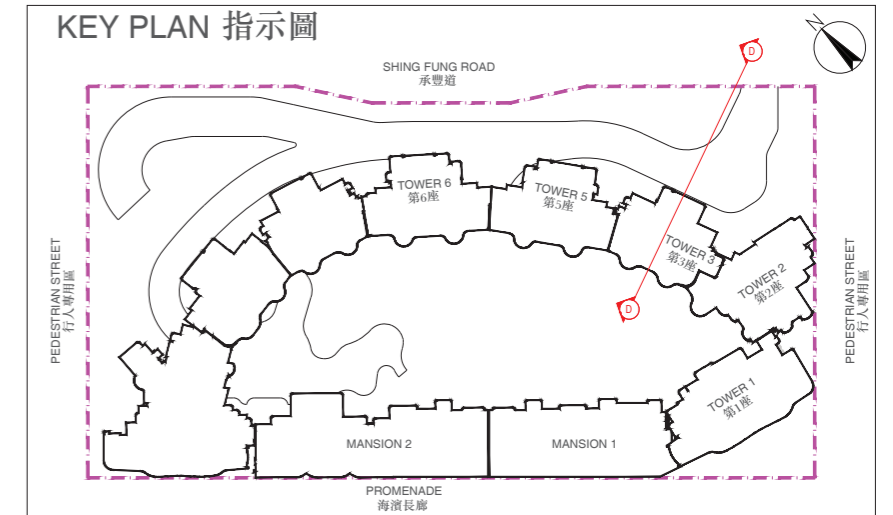 KEY PLAN 指示圖
N
D
SHING FUNG ROAD
承豐道
TOWER 6
第6座
TOWER 5
第5座
TOWER 3
第3座
TOWER 2
第2座
PEDESTRIAN STREET
行人專用區
PEDESTRIAN STREET
行人專用區
D
TOWER 1
第1座
MANSION 2
MANSION 1
PROMENADE
海濱長廊